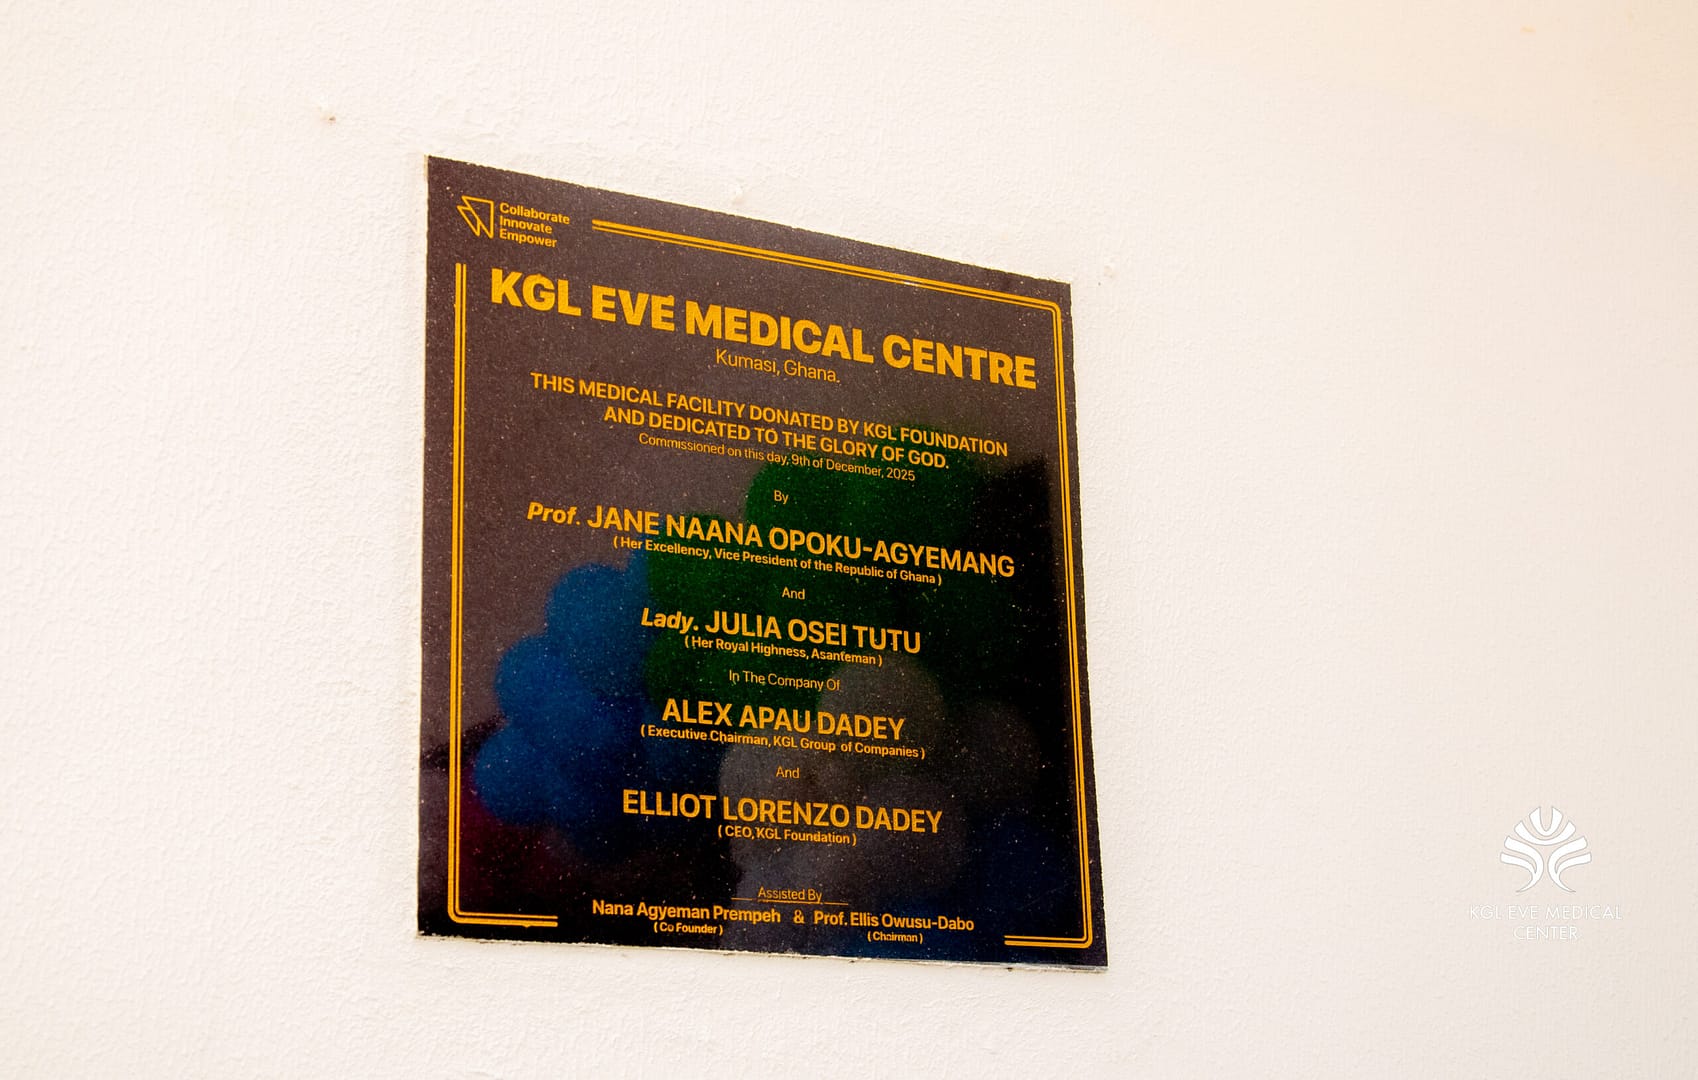 Collaborate
Innovate
Empower
KGL EVE MEDICAL CENTRE
Kumasi, Ghana.
THIS MEDICAL FACILITY DONATED BY KGL FOUNDATION
AND DEDICATED TO THE GLORY OF GOD.
Commissioned on this day, 9th of December, 2025
By
Prof. JANE NAANA OPOKU-AGYEMANG
( Her Excellency, Vice President of the Republic of Ghana )
And
Lady. JULIA OSEI TUTU
( Her Royal Highness, Asanteman )
In The Company Of
ALEX APAU DADEY
( Executive Chairman, KGL Group of Companies )
And
ELLIOT LORENZO DADEY
( CEO, KGL Foundation )
Assisted By
Nana Agyeman Prempeh & Prof. Ellis Owusu-Dabo
( Co Founder ) ( Chairman )
KGL EVE MEDICAL
CENTER